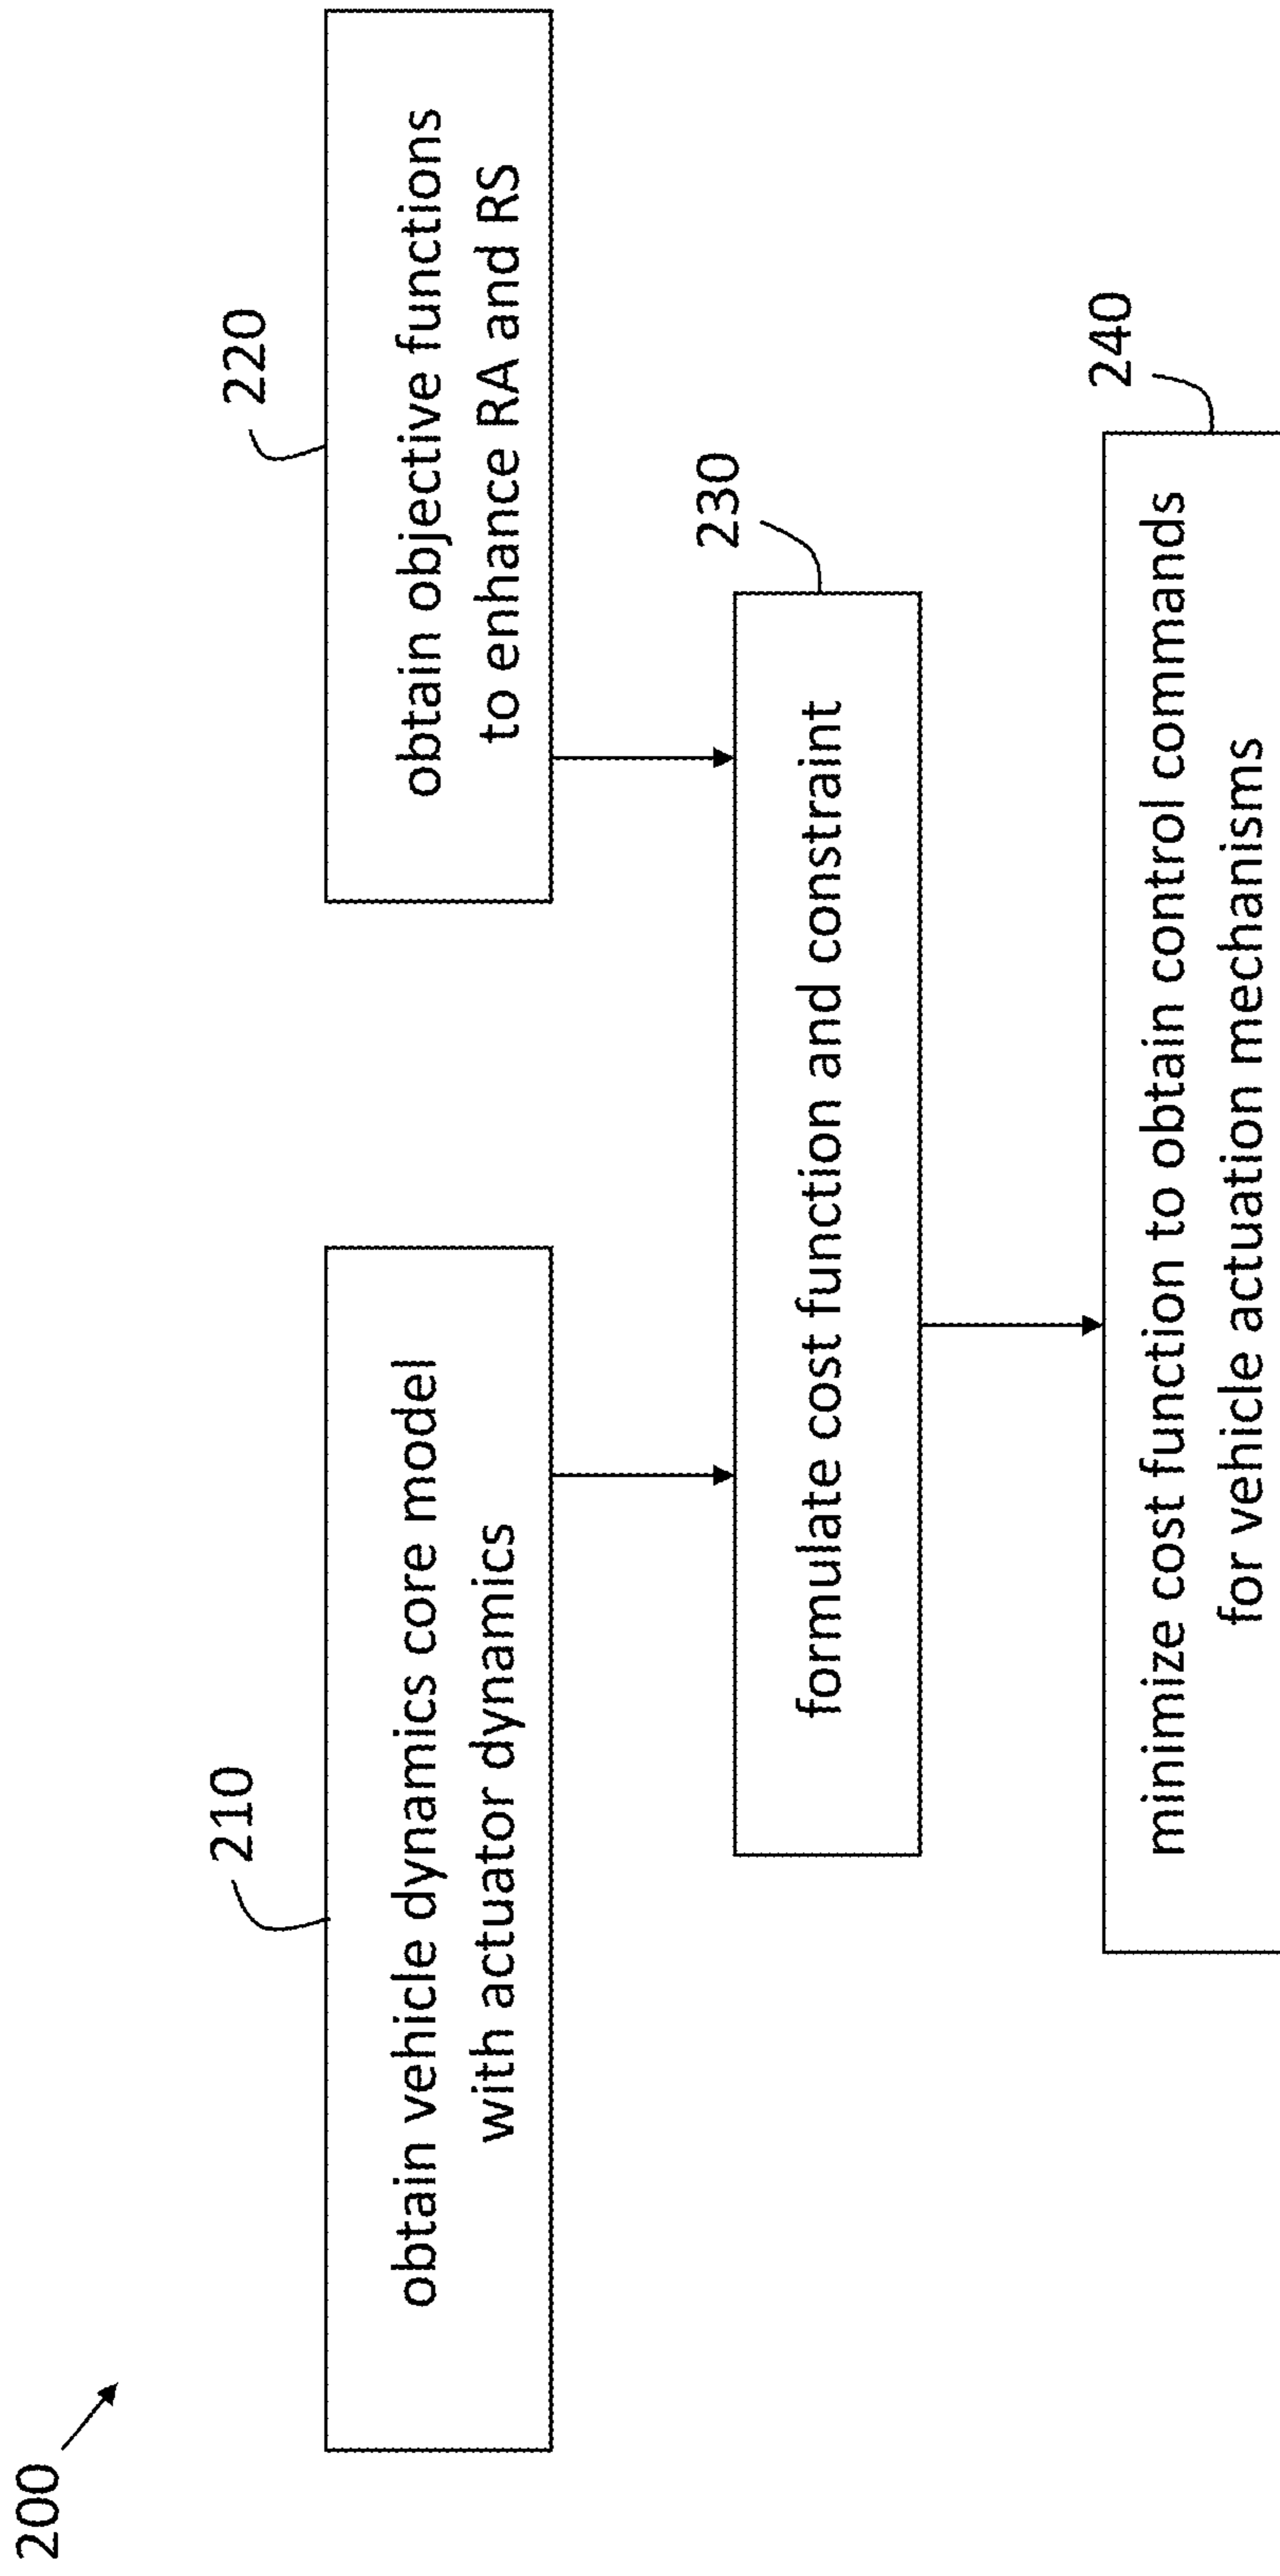 200
210
obtain vehicle dynamics core model
with actuator dynamics
220
obtain objective functions
to enhance RA and RS
230
formulate cost function and constraint
240
minimize cost function to obtain control commands
for vehicle actuation mechanisms